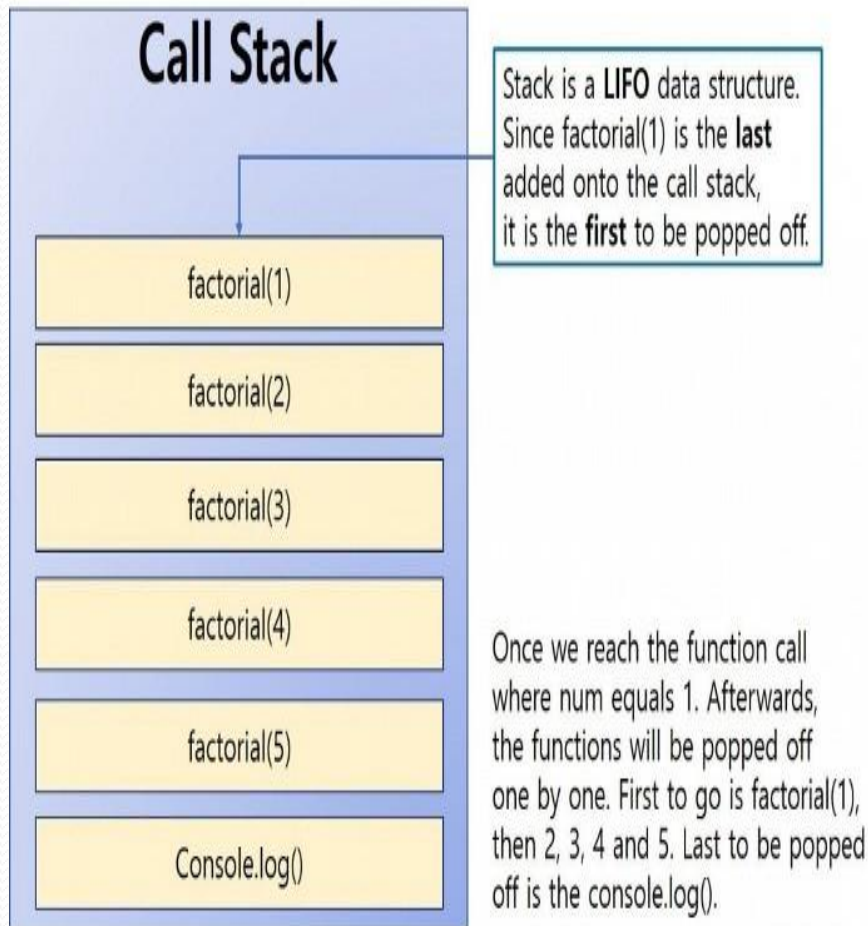 Call Stack
Stack is a LIFO data structure.
Since factorial(1) is the last
added onto the call stack,
it is the first to be popped off.
factorial(1)
factorial(2)
factorial(3)
factorial(4)
factorial(5)
Console.log()
Once we reach the function call
where num equals 1. Afterwards,
the functions will be popped off
one by one. First to go is factorial(1),
then 2, 3, 4 and 5. Last to be popped
off is the console.log().